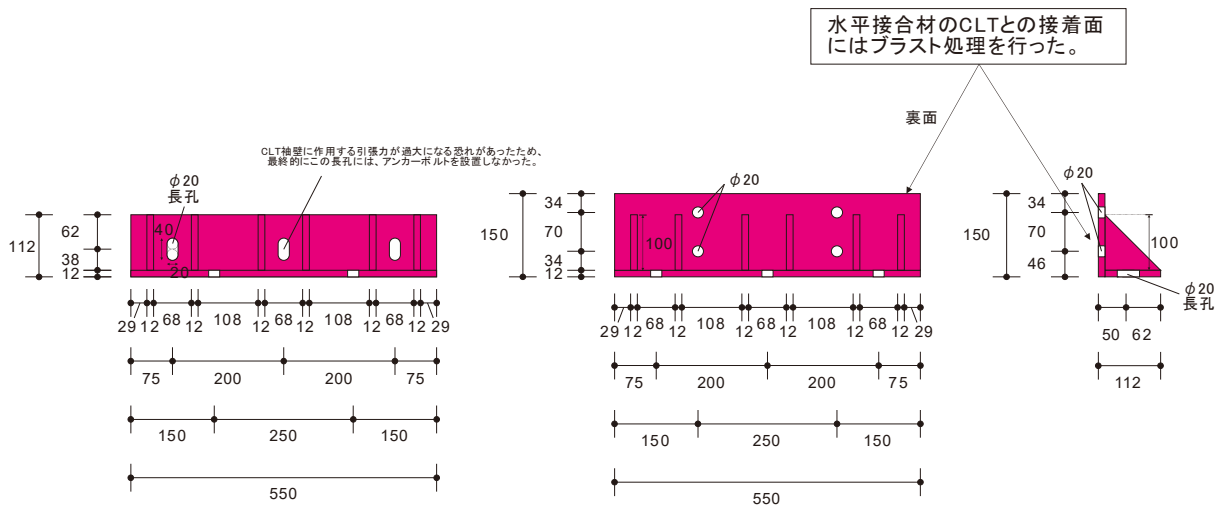 水平接合材のCLTとの接着面
にはブラスト処理を行った。
裏面
CLT袖壁に作用する引張力が過大になる恐れがあったため、
最終的にこの長孔には、アンカーボルトを設置しなかった。
φ20
長孔
40
20
112
62
38
12
29 12 68 12 108 12 68 12 108 12 68 12 29
75 200 200 75
150 250 150
550
φ20
100
150
34
70
34
12
29 12 68 12 108 12 68 12 108 12 68 12 29
75 200 200 75
150 250 150
550
φ20
150
34
70
46
100
φ20
長孔
50 62
112